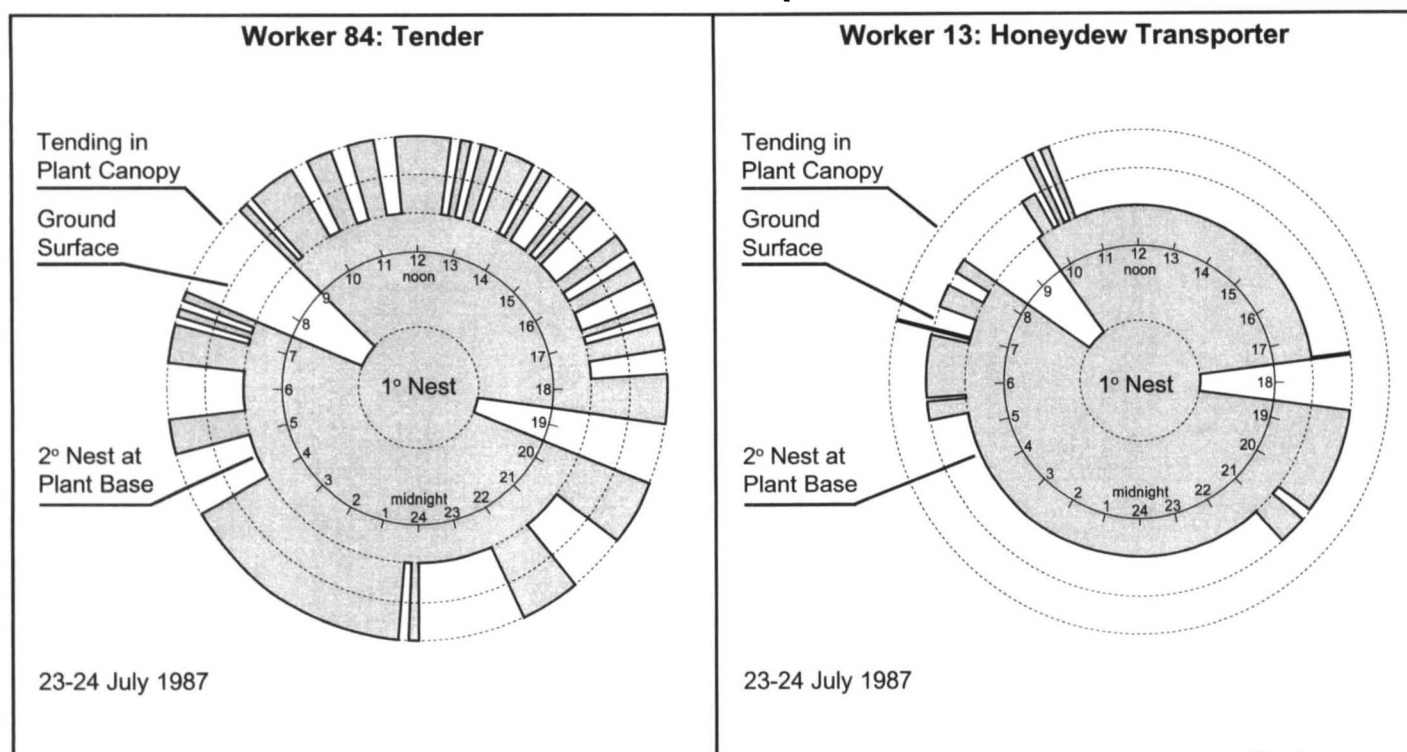 Worker 84: Tender
Tending in
Plant Canopy
Ground
Surface
2º Nest at
Plant Base
12
noon
13
14
15
16
17
18
19
20
21
22
23
24
midnight
1
2
3
4
5
6
7
8
9
10
11
1º Nest
23-24 July 1987
Worker 13: Honeydew Transporter
Tending in
Plant Canopy
Ground
Surface
2º Nest at
Plant Base
12
noon
13
14
15
16
17
18
19
20
21
22
23
24
midnight
1
2
3
4
5
6
7
8
9
10
11
1º Nest
23-24 July 1987